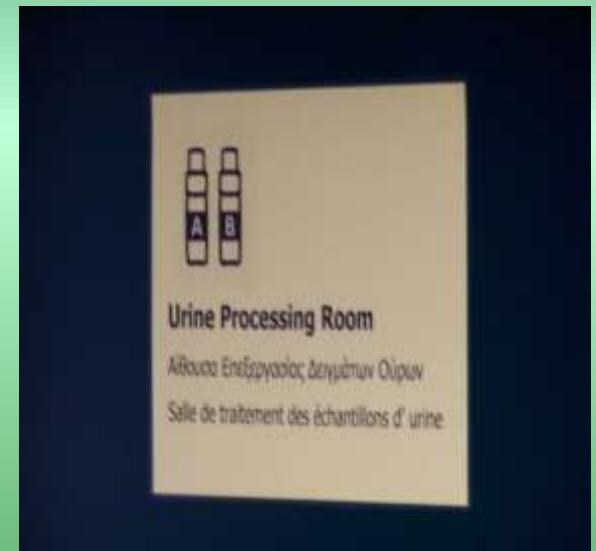 A B
Urine Processing Room
Αίθουσα Επεξεργασίας Δειγμάτων Ούρων
Salle de traitement des échantillons d' urine